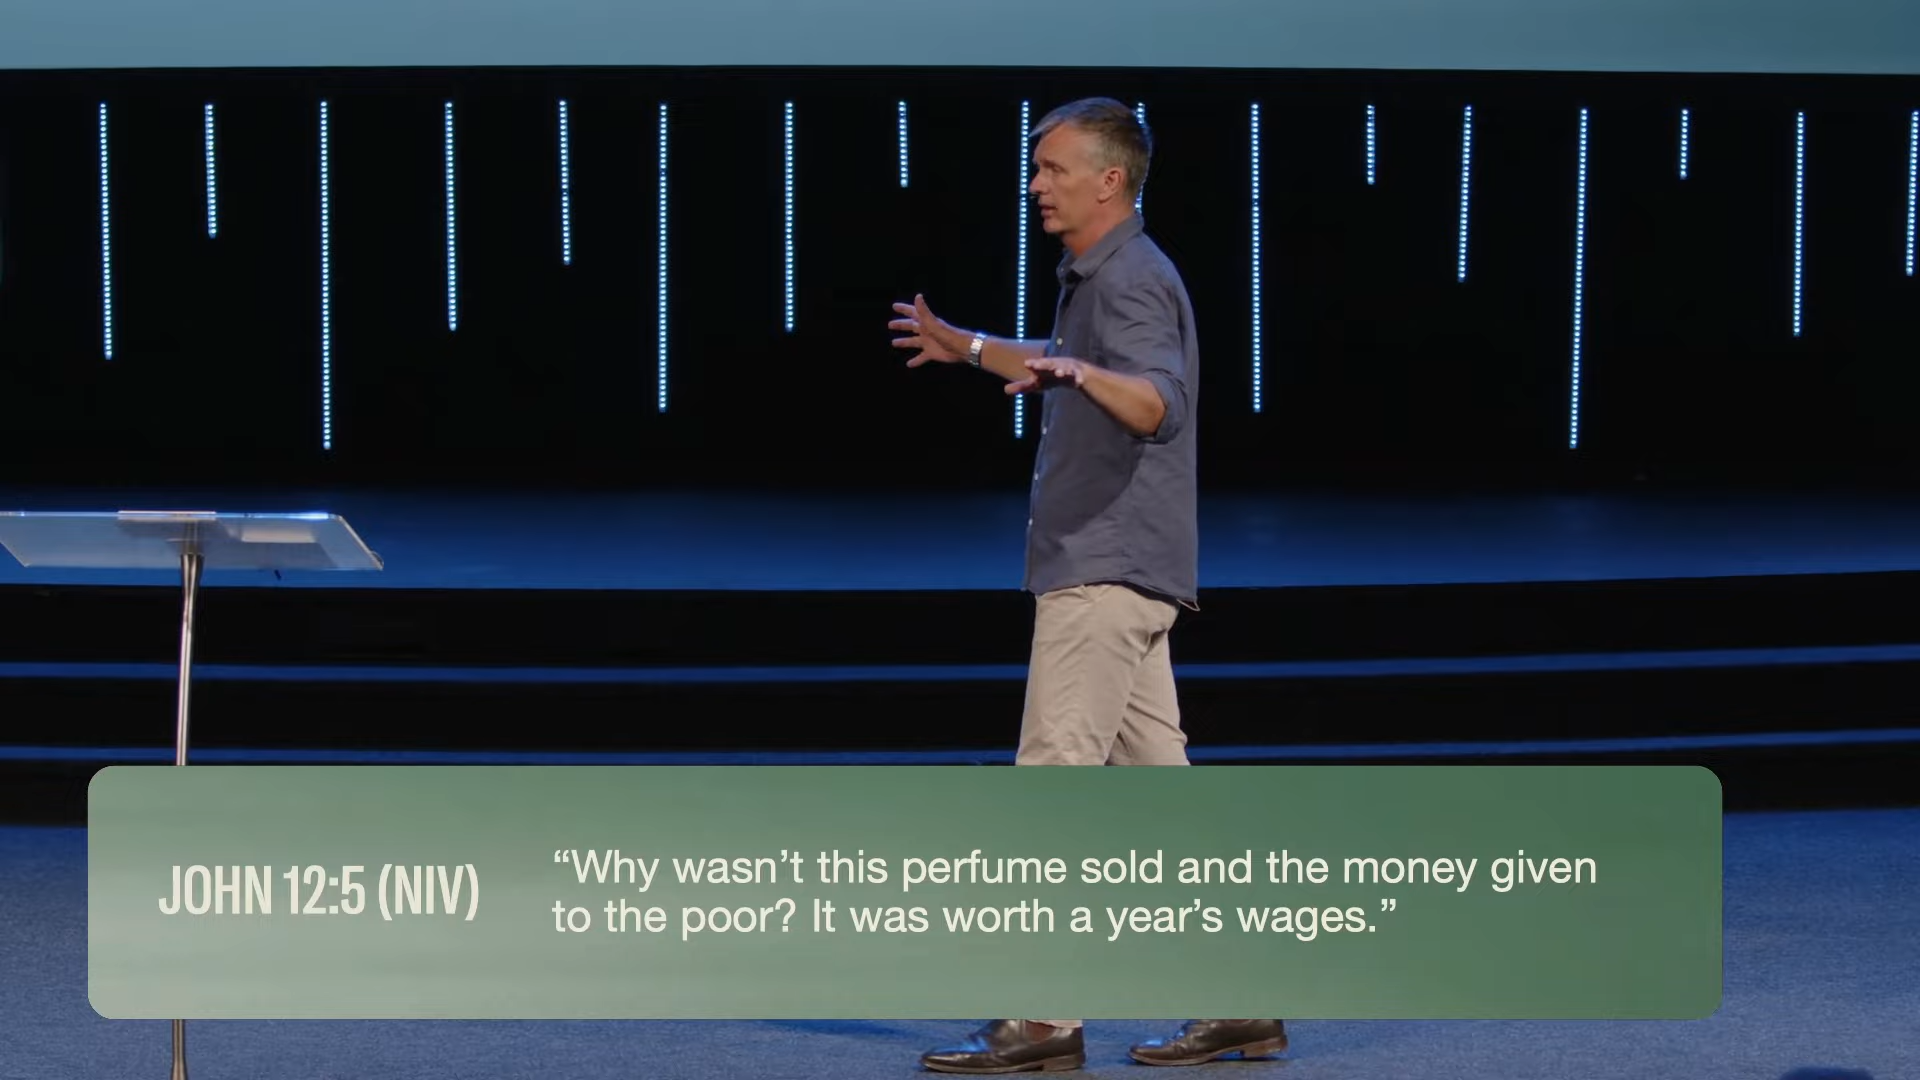 JOHN 12:5 (NIV)
“Why wasn’t this perfume sold and the money given
to the poor? It was worth a year’s wages.”